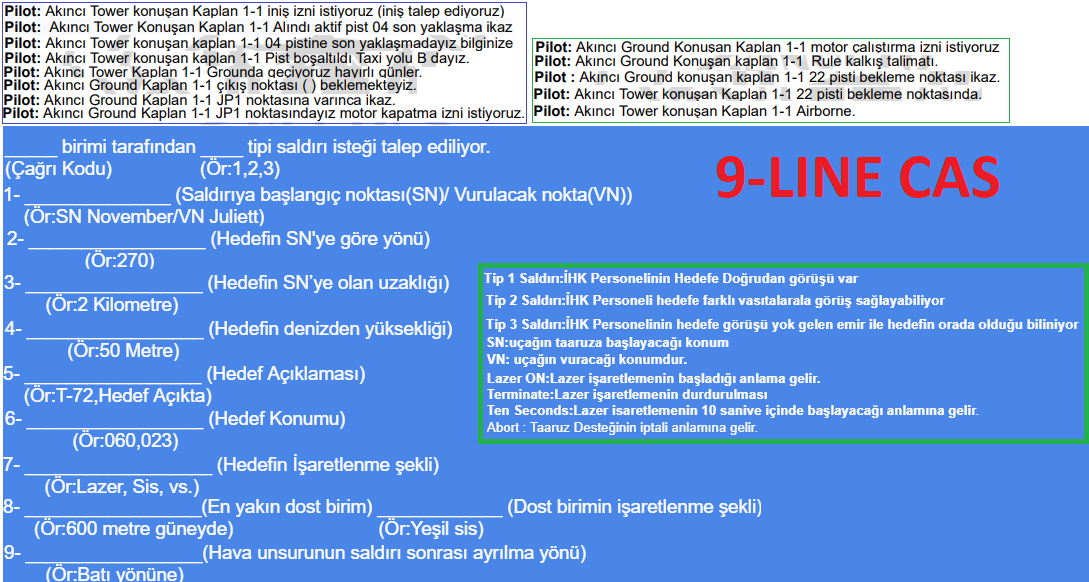 Pilot: Akıncı Tower konuşan Kaplan 1-1 iniş izni istiyoruz (iniş talep ediyoruz)
Pilot: Akıncı Tower Konuşan Kaplan 1-1 Alındı aktif pist 04 son yaklaşma ikaz
Pilot: Akıncı Tower konuşan kaplan 1-1 04 pistine son yaklaşmadayız bilginize
Pilot: Akıncı Tower konuşan kaplan 1-1 Pist boşaltıldı Taxi yolu B dayız.
Pilot: Akıncı Tower Kaplan 1-1 Grounda geçiyoruz hayırlı günler.
Pilot: Akıncı Ground Kaplan 1-1 çıkış noktası ( ) beklemekteyiz.
Pilot: Akıncı Ground Kaplan 1-1 JP1 noktasına varınca ikaz.
Pilot: Akıncı Ground Kaplan 1-1 JP1 noktasındayız motor kapatma izni istiyoruz.
Pilot: Akıncı Ground Konuşan Kaplan 1-1 motor çalıştırma izni istiyoruz
Pilot: Akıncı Ground Konuşan kaplan 1-1 Rule kalkış talimatı.
Pilot : Akıncı Ground konuşan kaplan 1-1 22 pisti bekleme noktası ikaz.
Pilot: Akıncı Tower konuşan Kaplan 1-1 22 pisti bekleme noktasında.
Pilot: Akıncı Tower konuşan Kaplan 1-1 Airborne.
9-LINE CAS
_____ birimi tarafından ____ tipi saldırı isteği talep ediliyor.
(Çağrı Kodu) (Ör:1,2,3)
1- ______________ (Saldırıya başlangıç noktası(SN)/ Vurulacak nokta(VN))
(Ör:SN November/VN Juliett)
2- _________________ (Hedefin SN'ye göre yönü)
(Ör:270)
3- _________________ (Hedefin SN’ye olan uzaklığı)
(Ör:2 Kilometre)
4- _________________ (Hedefin denizden yüksekliği)
(Ör:50 Metre)
5- _________________ (Hedef Açıklaması)
(Ör:T-72,Hedef Açıkta)
6- _________________ (Hedef Konumu)
(Ör:060,023)
7- __________________ (Hedefin İşaretlenme şekli)
(Ör:Lazer, Sis, vs.)
8- _________________(En yakın dost birim) ____________ (Dost birimin işaretlenme şekli)
(Ör:600 metre güneyde) (Ör:Yeşil sis)
9- _________________(Hava unsurunun saldırı sonrası ayrılma yönü)
(Ör:Batı yönüne)
Tip 1 Saldırı:İHK Personelinin Hedefe Doğrudan görüşü var
Tip 2 Saldırı:İHK Personeli hedefe farklı vasıtalarala görüş sağlayabiliyor
Tip 3 Saldırı:İHK Personelinin hedefe görüşü yok gelen emir ile hedefin orada olduğu biliniyor
SN:uçağın taaruza başlayacağı konum
VN: uçağın vuracağı konumdur.
Lazer ON:Lazer işaretlemenin başladığı anlama gelir.
Terminate:Lazer işaretlemenin durdurulması
Ten Seconds:Lazer isaretlemenin 10 sanive içinde başlayacağı anlamına gelir.
Abort : Taaruz Desteğinin iptali anlamına gelir.